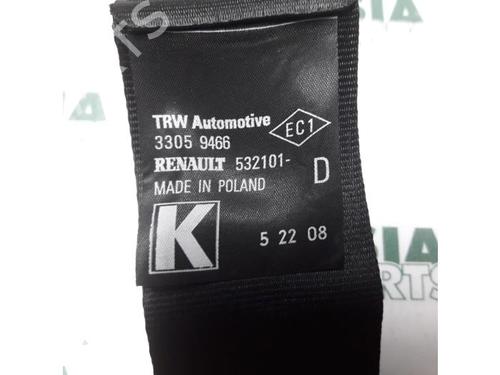 TRW Automotive
EC1
3305 9466
RENAULT 532101-
D
MADE IN POLAND
K
5 22 08